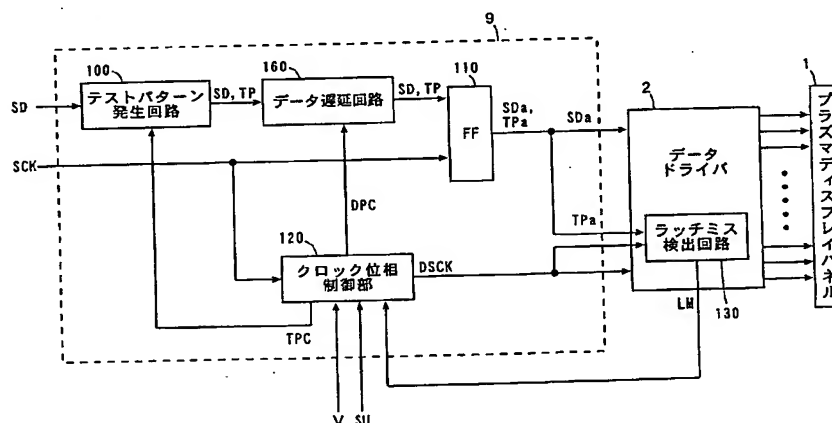 9
100
160
110
1
SD
テストパターン
発生回路
SD, TP
データ遅延回路
SD, TP
FF
SDa,
TPa
SDa
2
データ
ドライバ
プラズマディスプレイパネル
SCK
DPC
TPa
120
クロック位相
制御部
DSCK
ラッチミス
検出回路
TPC
LM
130
V
SU